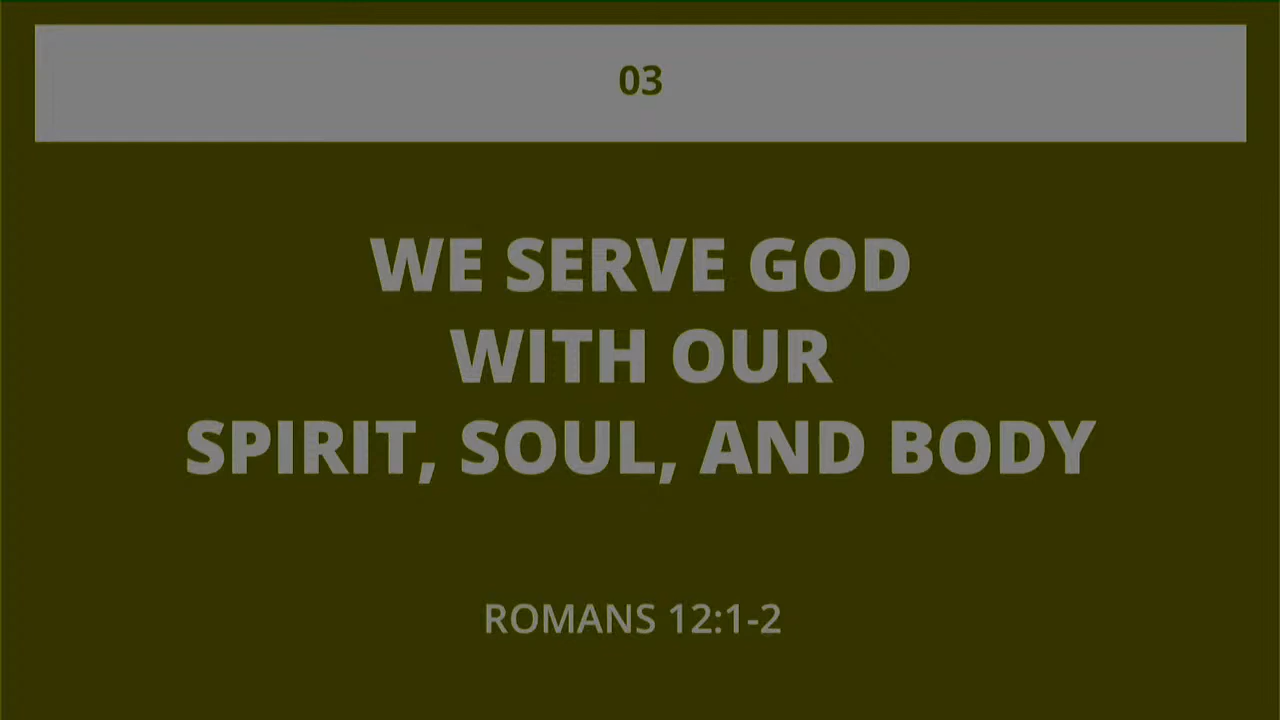 03
WE SERVE GOD
WITH OUR
SPIRIT, SOUL, AND BODY
ROMANS 12:1-2